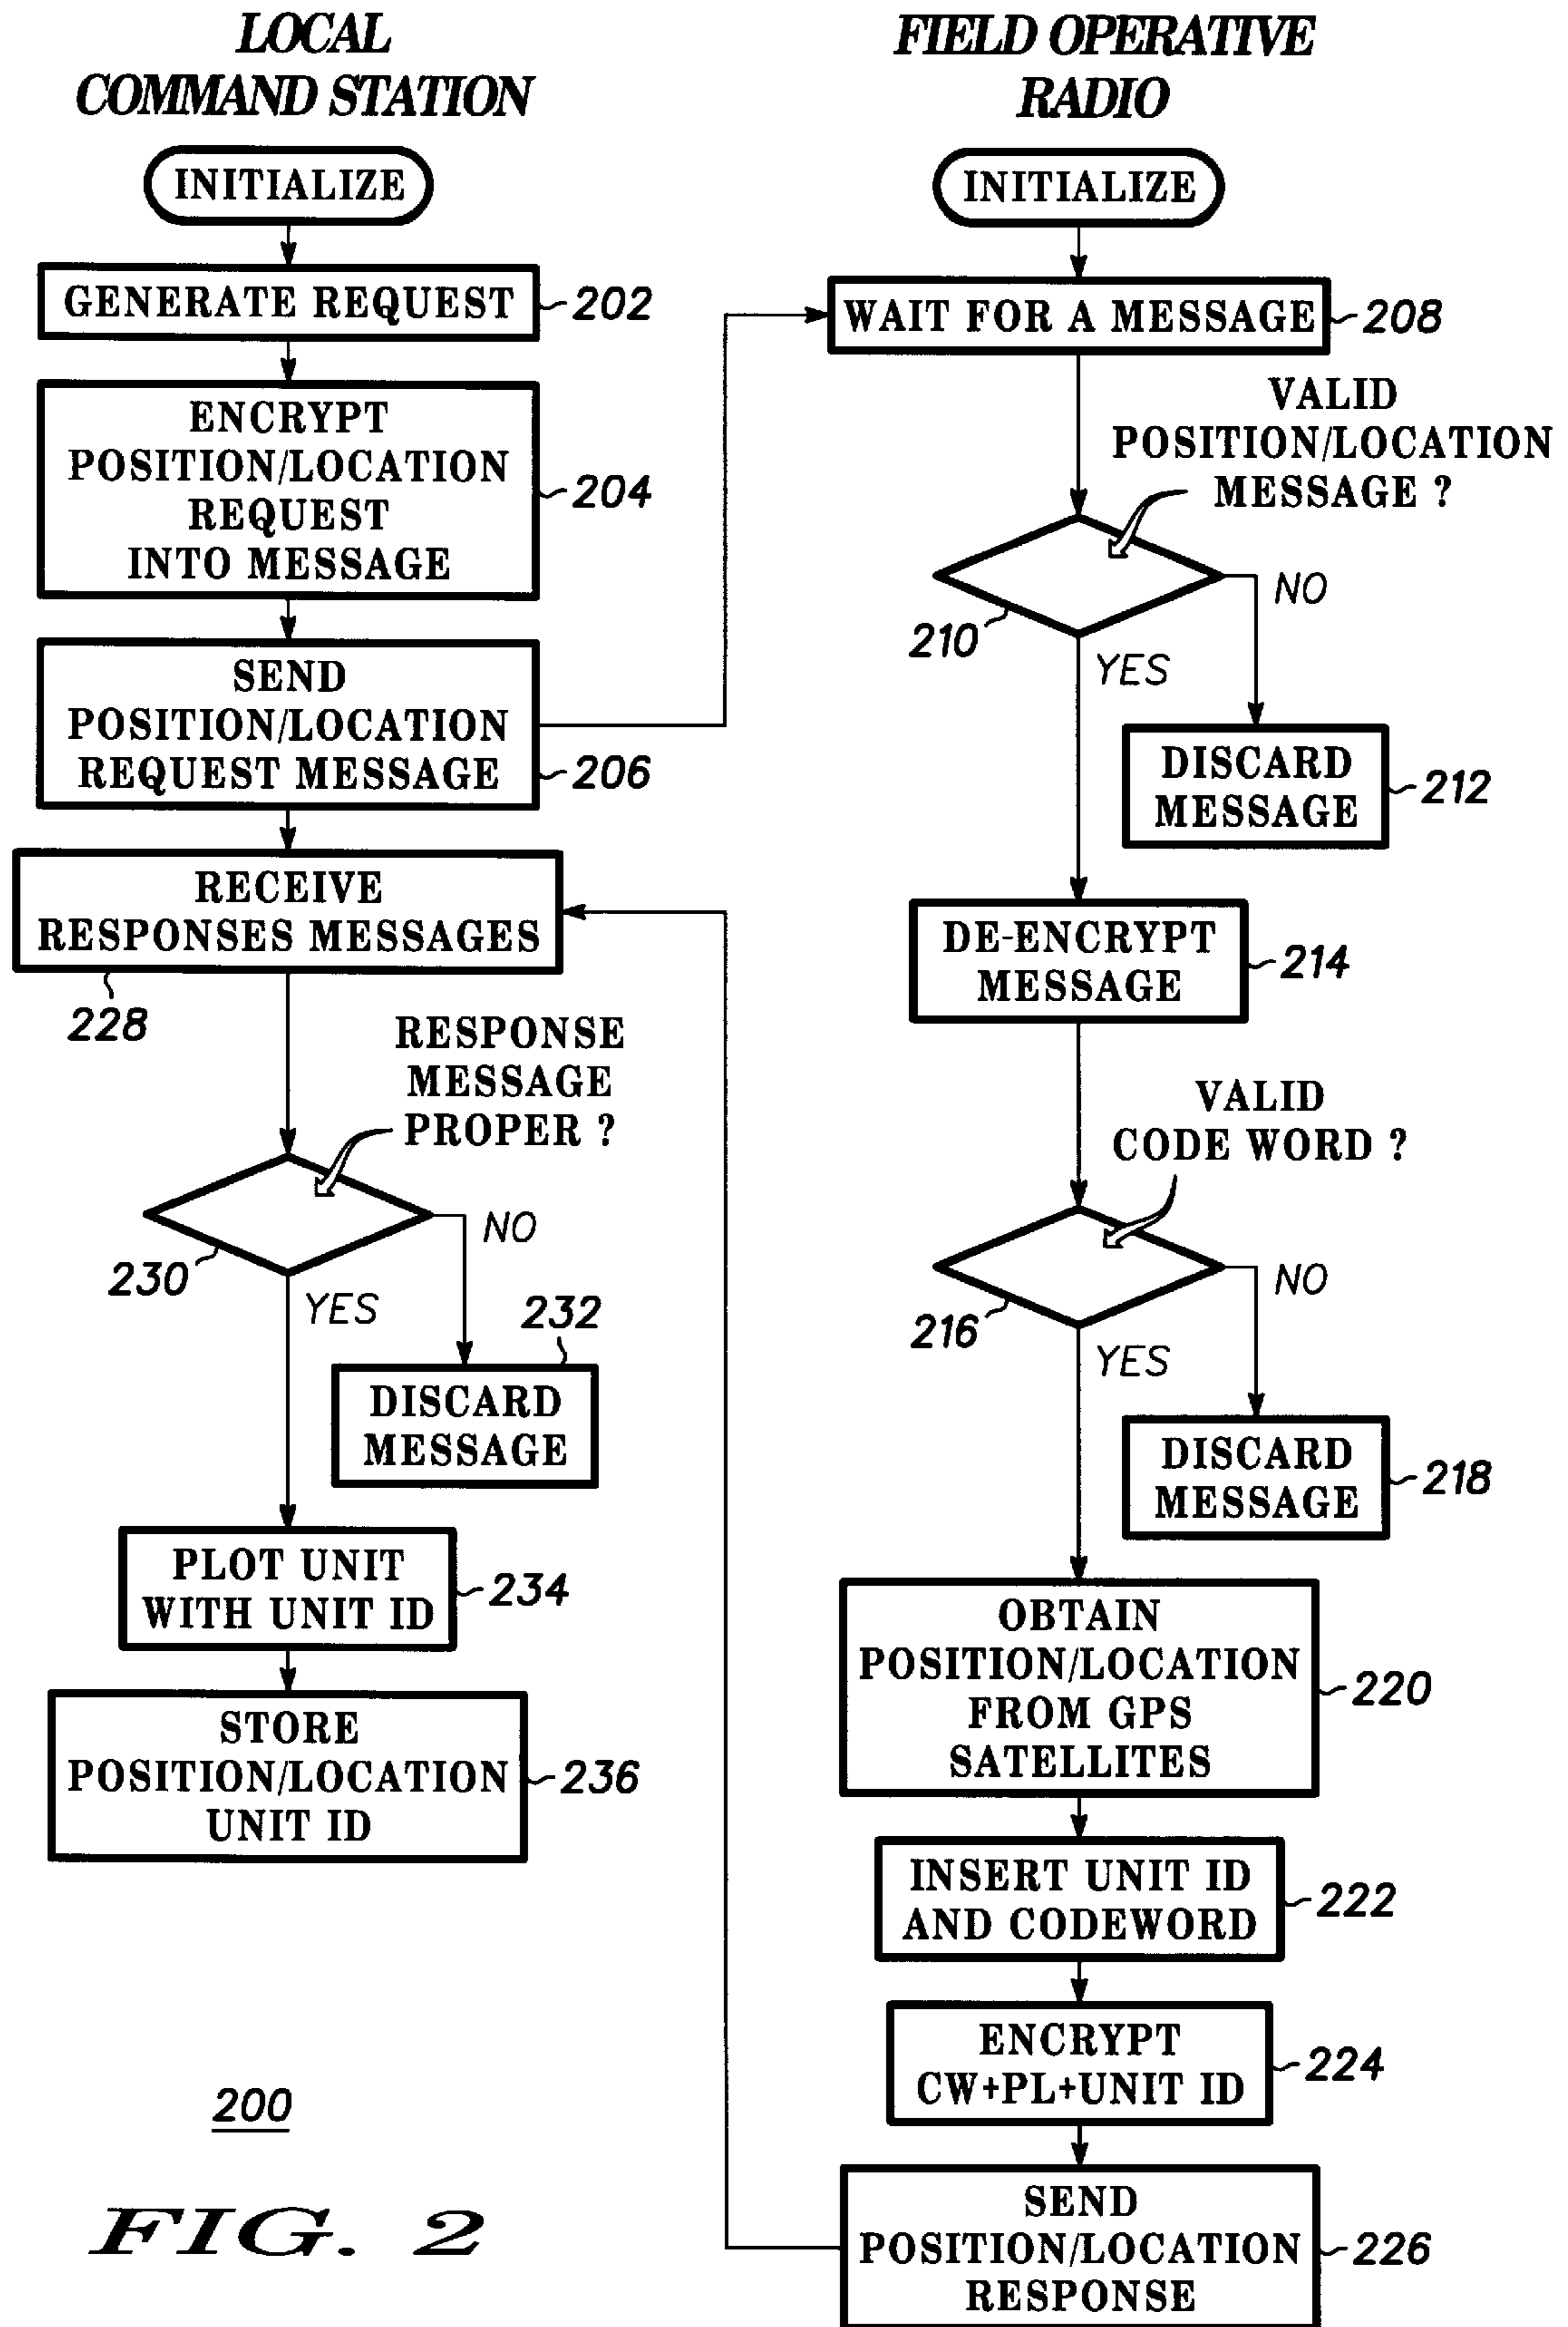 LOCAL
COMMAND STATION
INITIALIZE
GENERATE REQUEST
202
ENCRYPT
POSITION/LOCATION
REQUEST
INTO MESSAGE
204
SEND
POSITION/LOCATION
REQUEST MESSAGE
206
RECEIVE
RESPONSES MESSAGES
228
RESPONSE
MESSAGE
PROPER ?
230
NO
YES
232
DISCARD
MESSAGE
PLOT UNIT
WITH UNIT ID
234
STORE
POSITION/LOCATION
UNIT ID
236
FIELD OPERATIVE
RADIO
INITIALIZE
WAIT FOR A MESSAGE
208
VALID
POSITION/LOCATION
MESSAGE ?
210
NO
YES
DISCARD
MESSAGE
212
DE-ENCRYPT
MESSAGE
214
VALID
CODE WORD ?
216
NO
YES
DISCARD
MESSAGE
218
OBTAIN
POSITION/LOCATION
FROM GPS
SATELLITES
220
INSERT UNIT ID
AND CODEWORD
222
ENCRYPT
CW+PL+UNIT ID
224
SEND
POSITION/LOCATION
RESPONSE
226
200
FIG. 2